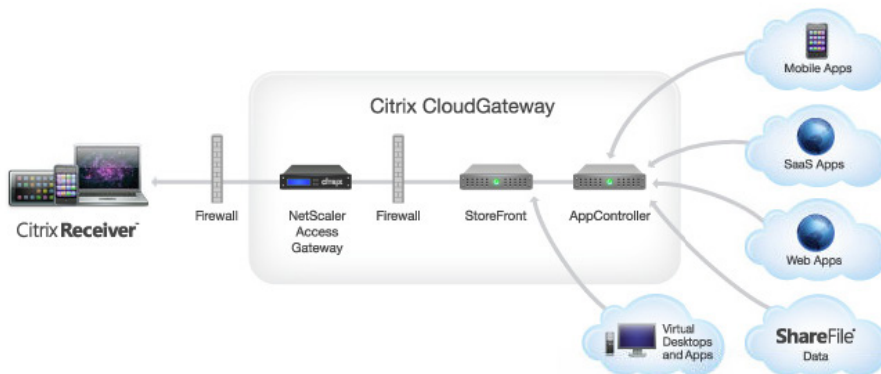 Citrix CloudGateway
Citrix Receiver™
Firewall
NetScaler
Access
Gateway
citrix
Firewall
StoreFront
AppController
Mobile Apps
SaaS Apps
Web Apps
Virtual
Desktops
and Apps
ShareFile®
Data